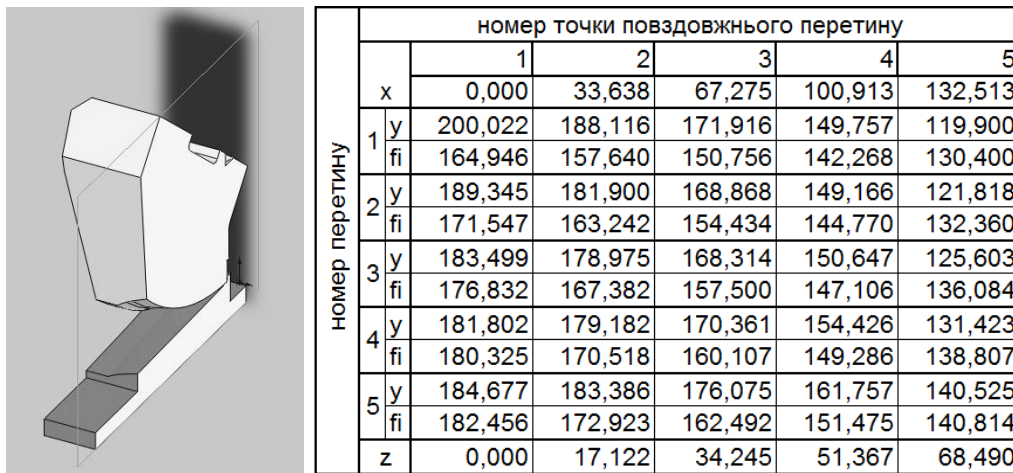 номер точки повздовжнього перетину
1 2 3 4 5
x 0,000 33,638 67,275 100,913 132,513
номер перетину
1 y 200,022 188,116 171,916 149,757 119,900
fi 164,946 157,640 150,756 142,268 130,400
2 y 189,345 181,900 168,868 149,166 121,818
fi 171,547 163,242 154,434 144,770 132,360
3 y 183,499 178,975 168,314 150,647 125,603
fi 176,832 167,382 157,500 147,106 136,084
4 y 181,802 179,182 170,361 154,426 131,423
fi 180,325 170,518 160,107 149,286 138,807
5 y 184,677 183,386 176,075 161,757 140,525
fi 182,456 172,923 162,492 151,475 140,814
z 0,000 17,122 34,245 51,367 68,490